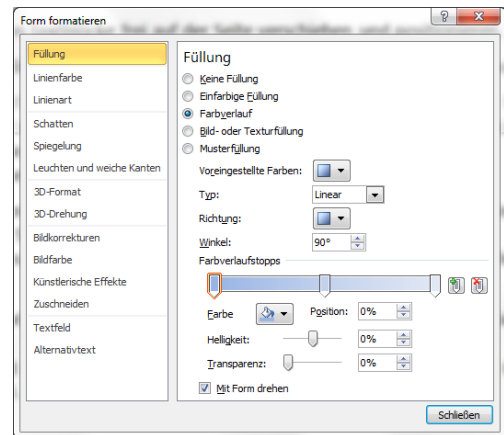 Form formatieren
Füllung
Linienfarbe
Linienart
Schatten
Spiegelung
Leuchten und weiche Kanten
3D-Format
3D-Drehung
Bildkorrekturen
Bildfarbe
Künstlerische Effekte
Zuschneiden
Textfeld
Alternativtext
Füllung
Keine Füllung
Einfarbige Füllung
Farbverlauf
Bild- oder Texturfüllung
Musterfüllung
Voreingestellte Farben:
Typ: Linear
Richtung:
Winkel: 90°
Farbverlaufstopps
Farbe Position: 0%
Helligkeit: 0%
Transparenz: 0%
Mit Form drehen
Schließen